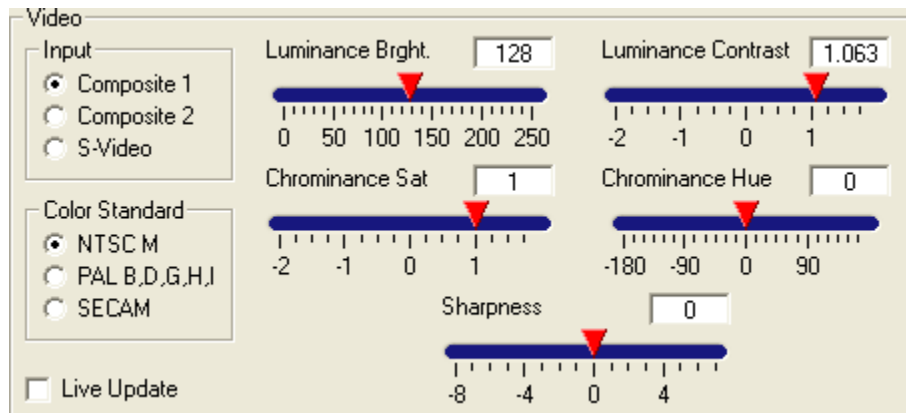 Video
Input
Composite 1
Composite 2
S-Video
Color Standard
NTSC M
PAL B,D,G,H,I
SECAM
Live Update
Luminance Brght. 128
0 50 100 150 200 250
Luminance Contrast 1.063
-2 -1 0 1
Chrominance Sat 1
-2 -1 0 1
Chrominance Hue 0
-180 -90 0 90
Sharpness 0
-8 -4 0 4